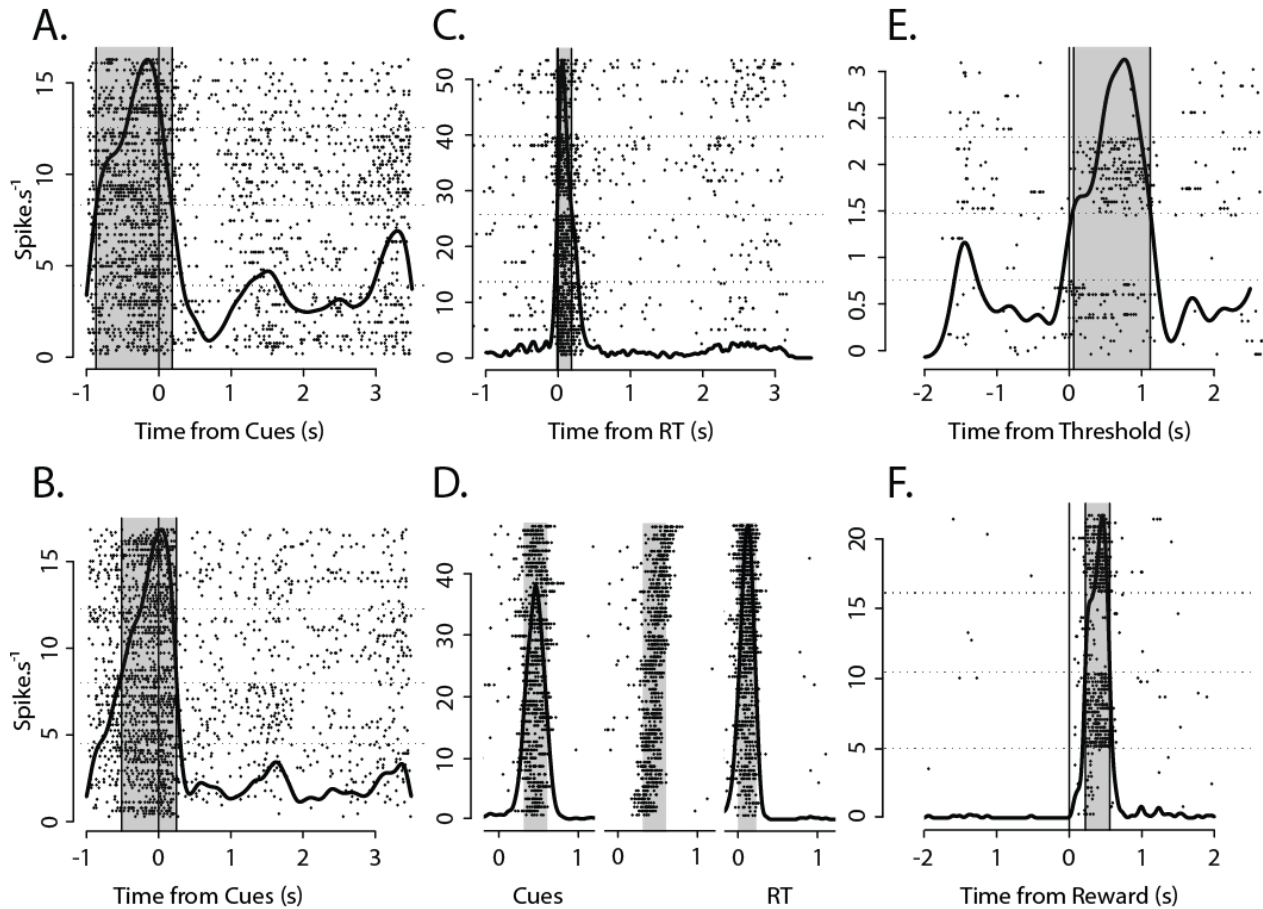 A.
Spike.s-1
15
10
5
0
-1 0 1 2 3
Time from Cues (s)
C.
50
40
30
20
10
0
-1 0 1 2 3
Time from RT (s)
E.
3
2.5
2
1.5
1
0.5
0
-2 -1 0 1 2
Time from Threshold (s)
B.
Spike.s-1
15
10
5
0
-1 0 1 2 3
Time from Cues (s)
D.
40
30
20
10
0
0 1 0 1 0 1
Cues RT
F.
20
15
10
5
0
-2 -1 0 1 2
Time from Reward (s)